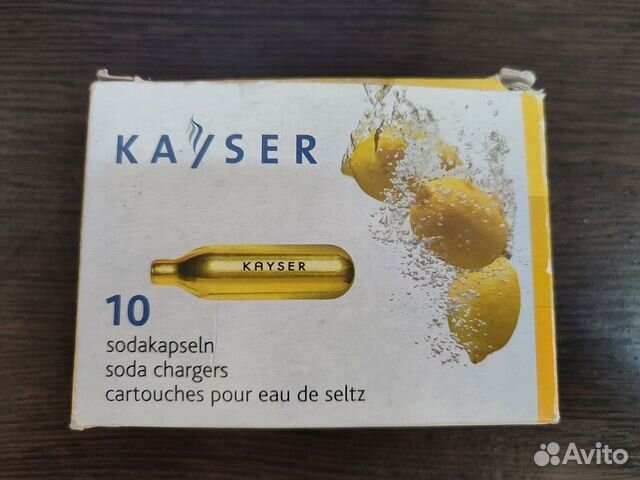 KAYSER
KAYSER
10
sodakapseln
soda chargers
cartouches pour eau de seltz
Avito